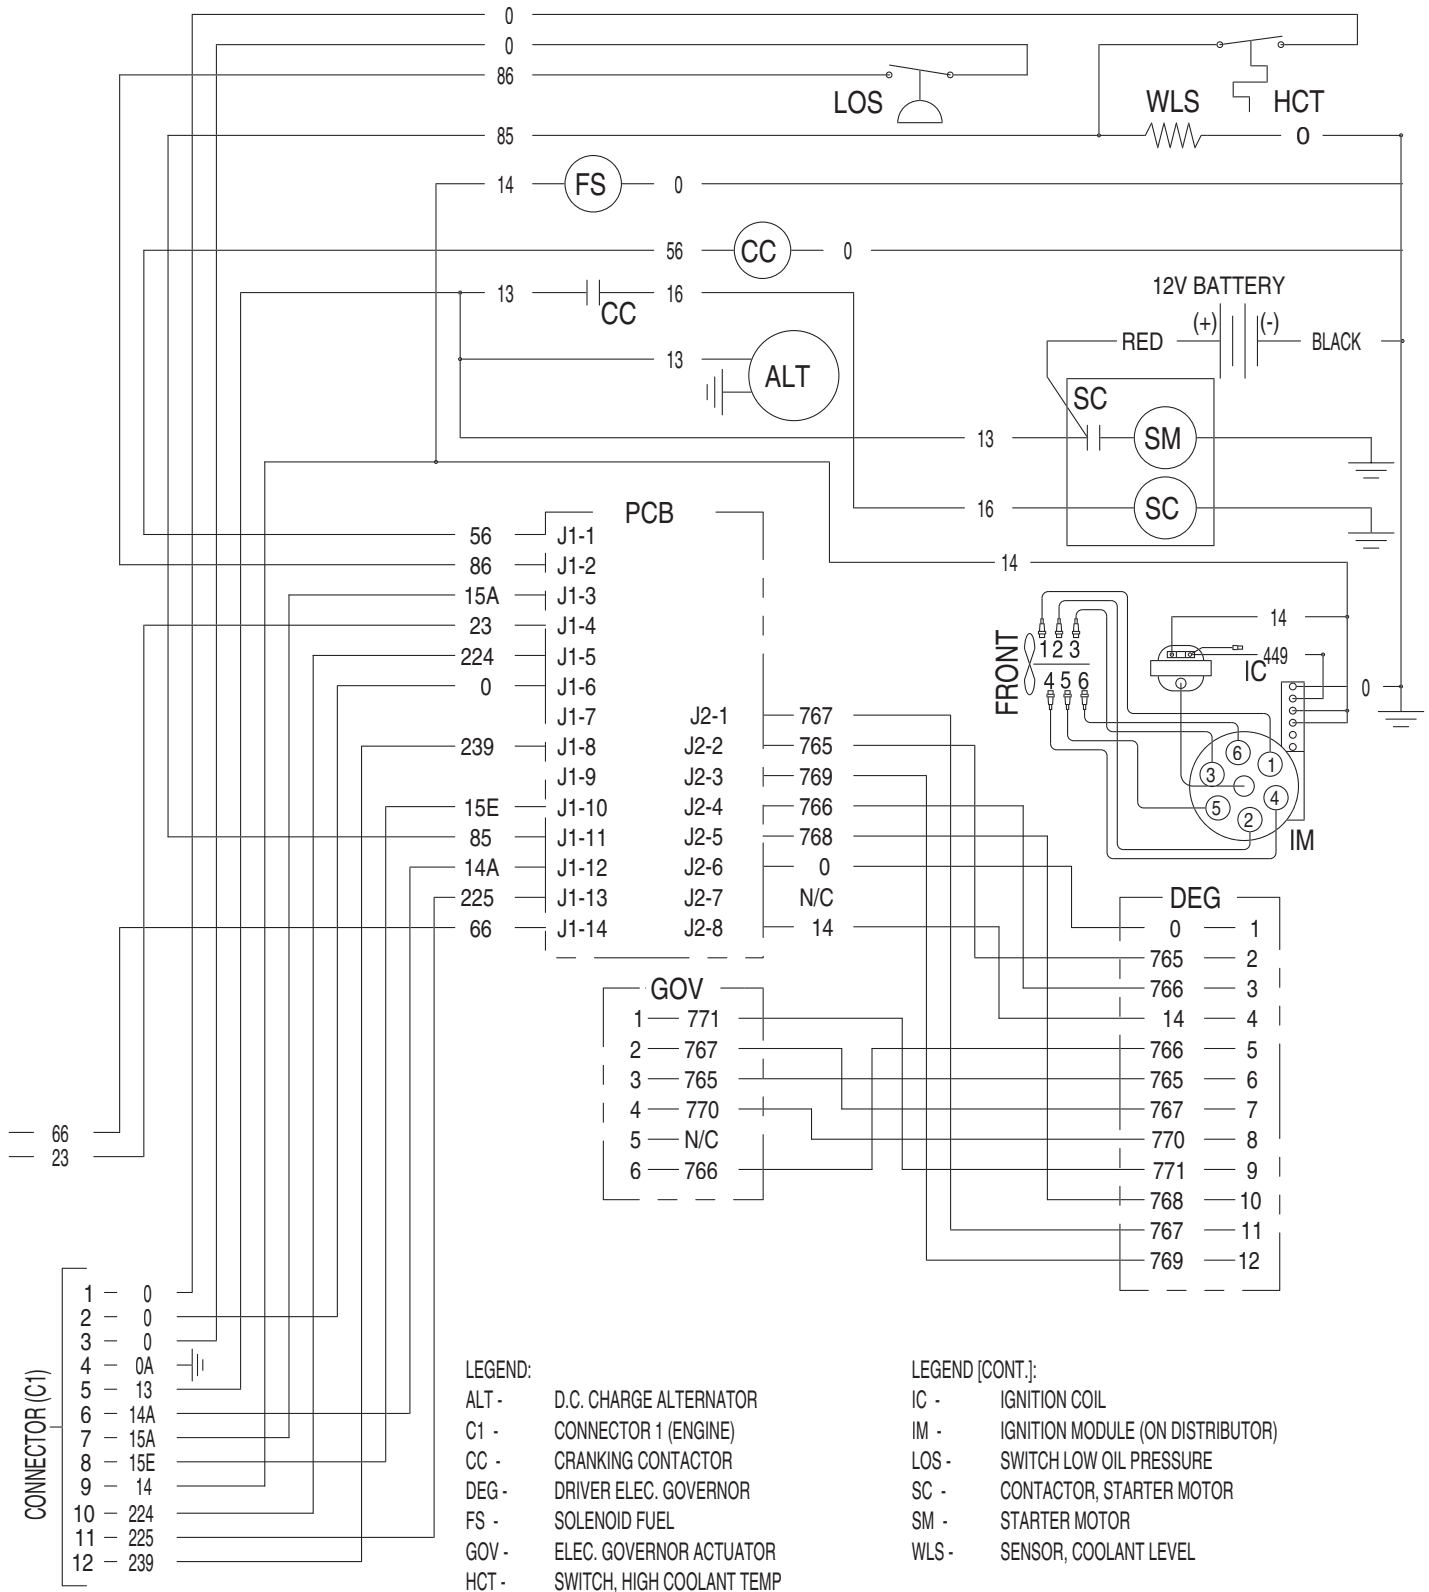 0
0
86
LOS
WLS
HCT
85
0
14
FS
0
56
CC
0
13
CC
16
12V BATTERY
(+)
(-)
RED
BLACK
13
ALT
SC
13
SM
16
SC
PCB
56
J1-1
86
J1-2
15A
J1-3
23
J1-4
224
J1-5
0
J1-6
J1-7
239
J1-8
J1-9
15E
J1-10
85
J1-11
14A
J1-12
225
J1-13
66
J1-14
J2-1
767
J2-2
765
J2-3
769
J2-4
766
J2-5
768
J2-6
0
J2-7
N/C
J2-8
14
14
14
FRONT
1 2 3
4 5 6
449
IC
0
6
3
1
5
4
2
IM
DEG
0 1
765 2
766 3
14 4
766 5
765 6
767 7
770 8
771 9
768 10
767 11
769 12
GOV
1 771
2 767
3 765
4 770
5 N/C
6 766
66
23
CONNECTOR (C1)
1 - 0
2 - 0
3 - 0
4 - 0A
5 - 13
6 - 14A
7 - 15A
8 - 15E
9 - 14
10 - 224
11 - 225
12 - 239
LEGEND:
ALT - D.C. CHARGE ALTERNATOR
C1 - CONNECTOR 1 (ENGINE)
CC - CRANKING CONTACTOR
DEG - DRIVER ELEC. GOVERNOR
FS - SOLENOID FUEL
GOV - ELEC. GOVERNOR ACTUATOR
HCT - SWITCH, HIGH COOLANT TEMP
LEGEND [CONT.]:
IC - IGNITION COIL
IM - IGNITION MODULE (ON DISTRIBUTOR)
LOS - SWITCH LOW OIL PRESSURE
SC - CONTACTOR, STARTER MOTOR
SM - STARTER MOTOR
WLS - SENSOR, COOLANT LEVEL